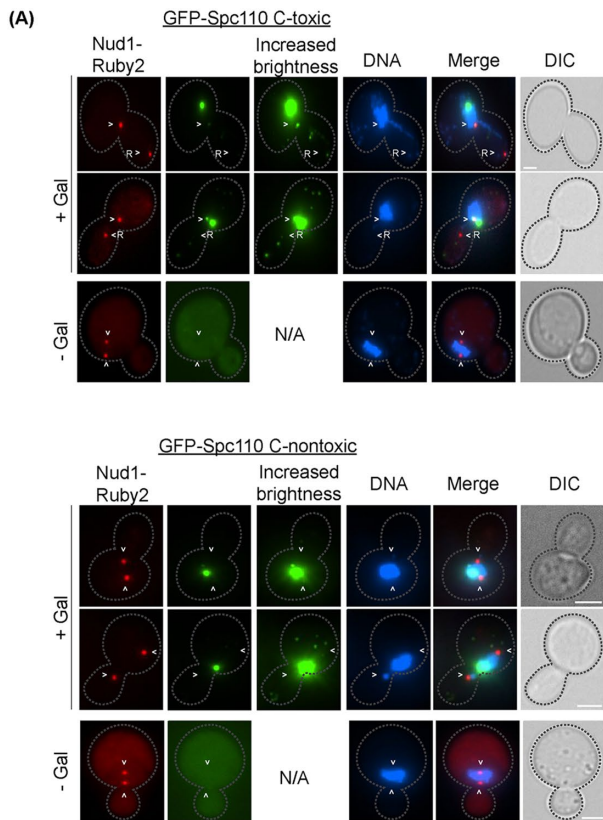 (A)
GFP-Spc110 C-toxic
Nud1-
Ruby2
Increased
brightness
DNA
Merge
DIC
+ Gal
R>
R>
R>
R>
<R
<R
<R
<R
- Gal
N/A
GFP-Spc110 C-nontoxic
Nud1-
Ruby2
Increased
brightness
DNA
Merge
DIC
+ Gal
- Gal
N/A